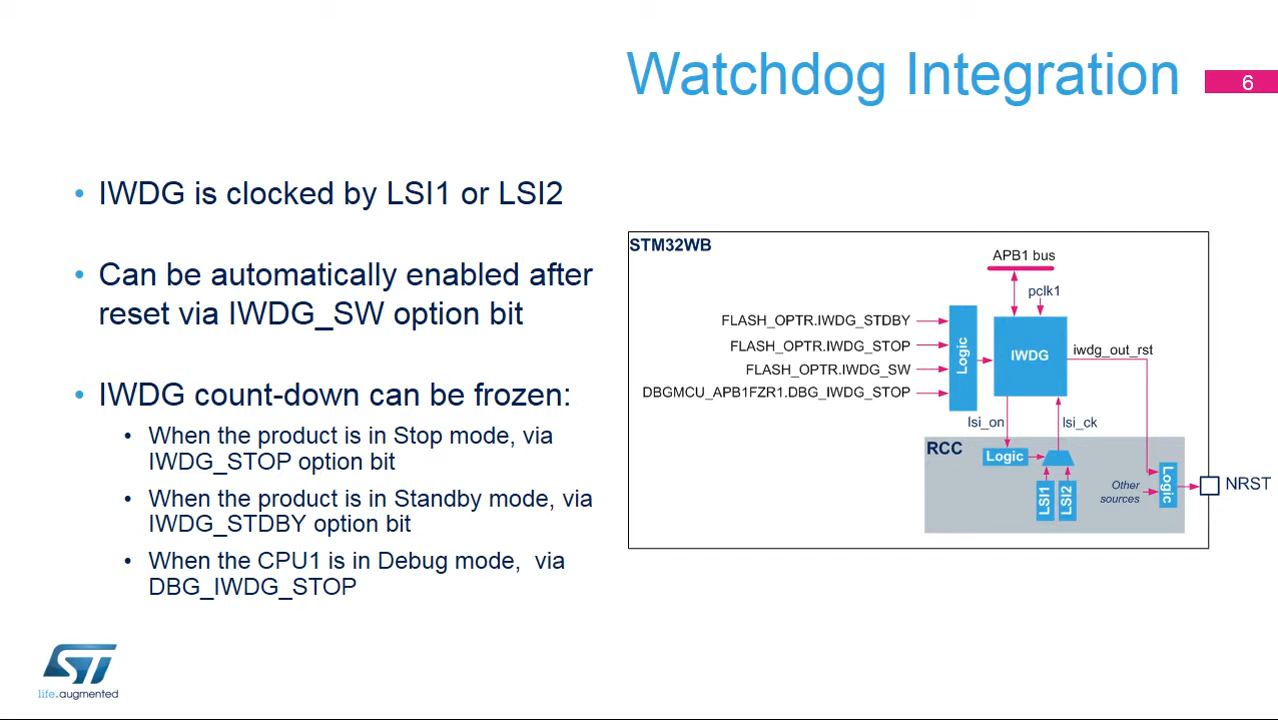 Watchdog Integration
6
• IWDG is clocked by LSI1 or LSI2
• Can be automatically enabled after
reset via IWDG_SW option bit
• IWDG count-down can be frozen:
• When the product is in Stop mode, via
IWDG_STOP option bit
• When the product is in Standby mode, via
IWDG_STDBY option bit
• When the CPU1 is in Debug mode,  via
DBG_IWDG_STOP
STM32WB
APB1 bus
pclk1
FLASH_OPTR.IWDG_STDBY
FLASH_OPTR.IWDG_STOP
FLASH_OPTR.IWDG_SW
DBGMCU_APB1FZR1.DBG_IWDG_STOP
Logic
IWDG
iwdg_out_rst
lsi_on
lsi_ck
RCC
Logic
LSI1
LSI2
Other
sources
Logic
NRST
ST
life.augmented